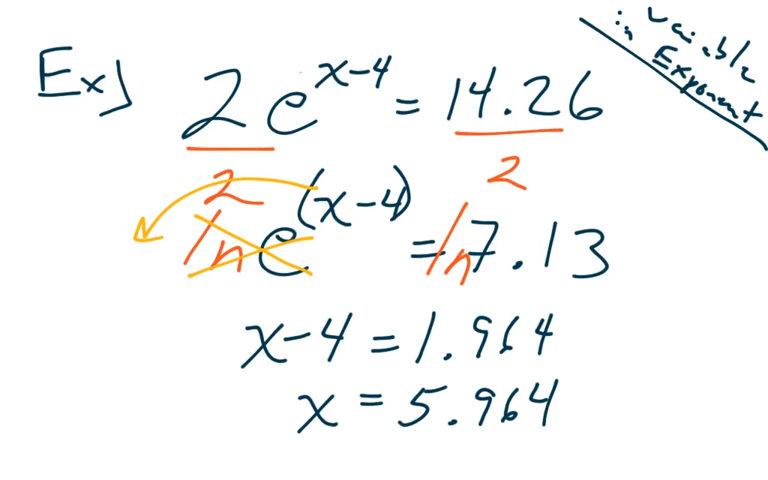 Ex) 2e^(x-4) = 14.26
2 2
ln e^(x-4) = ln 7.13
x-4 = 1.964
x = 5.964
Variable
in Exponent